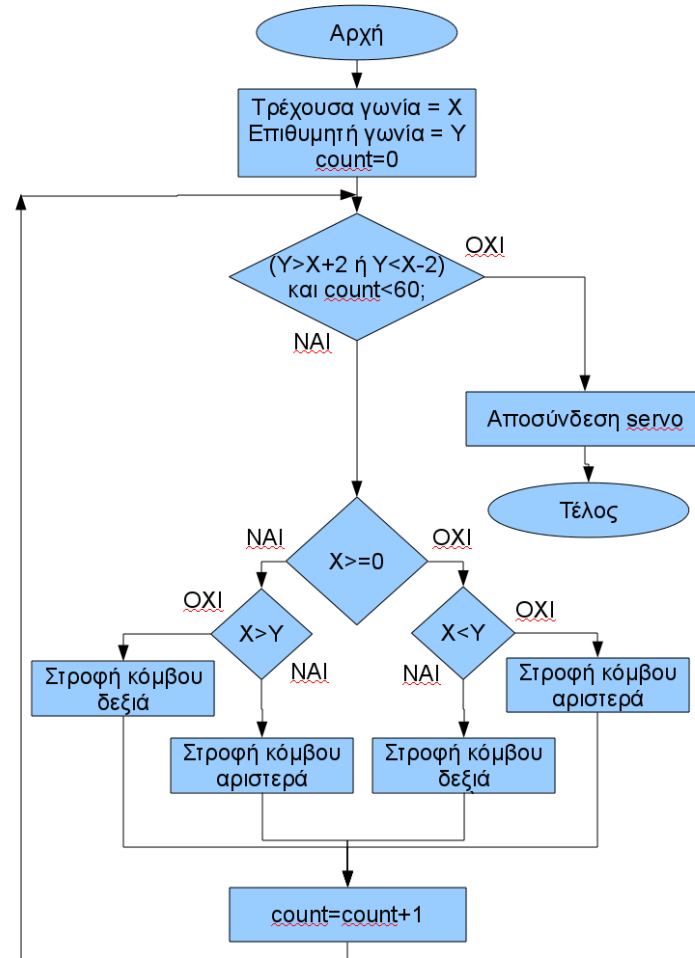 Αρχή
Τρέχουσα γωνία = X
Επιθυμητή γωνία = Y
count=0
(Y>X+2 ή Y<X-2)
και count<60;
ΟΧΙ
ΝΑΙ
Αποσύνδεση servo
Τέλος
X>=0
ΝΑΙ
ΟΧΙ
X>Y
ΟΧΙ
ΝΑΙ
X<Y
ΟΧΙ
ΝΑΙ
Στροφή κόμβου
δεξιά
Στροφή κόμβου
αριστερά
Στροφή κόμβου
δεξιά
Στροφή κόμβου
αριστερά
count=count+1